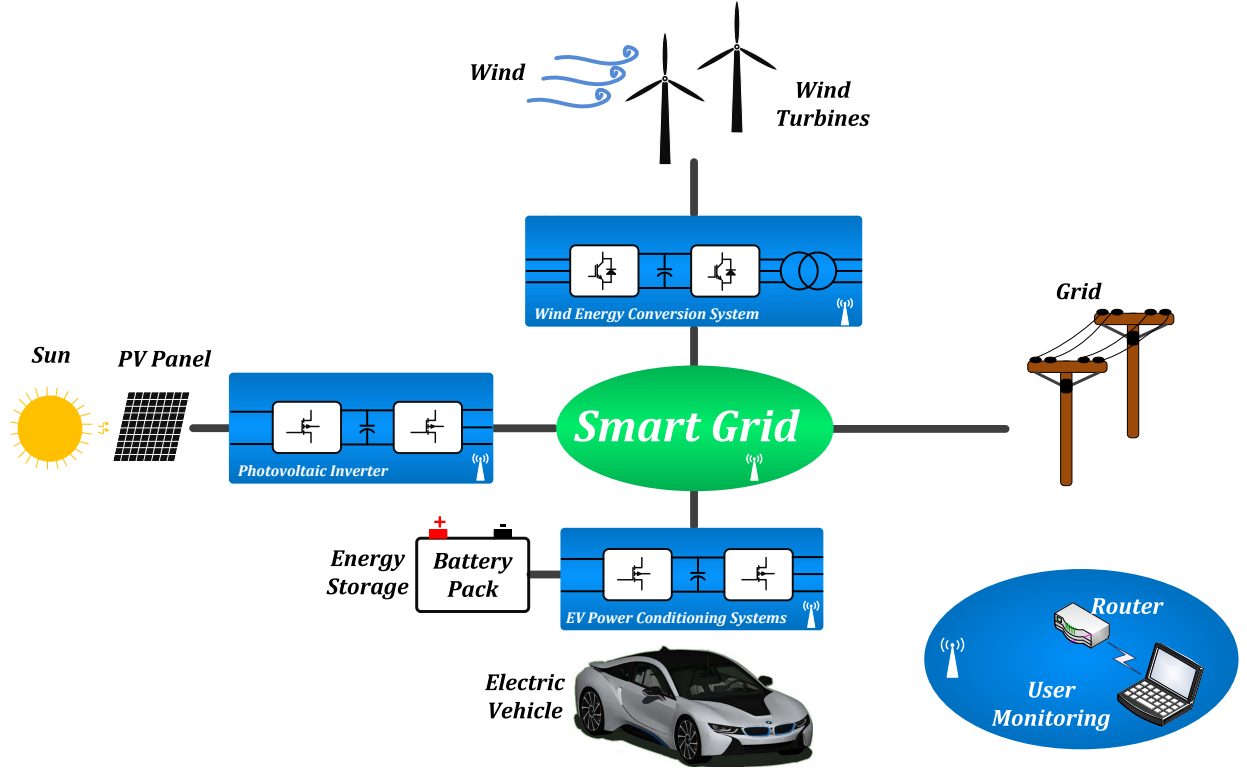 Wind
Wind
Turbines
Wind Energy Conversion System
Grid
Sun
PV Panel
Smart Grid
Photovoltaic Inverter
+
-
Energy
Storage
Battery
Pack
EV Power Conditioning Systems
Electric
Vehicle
Router
User
Monitoring